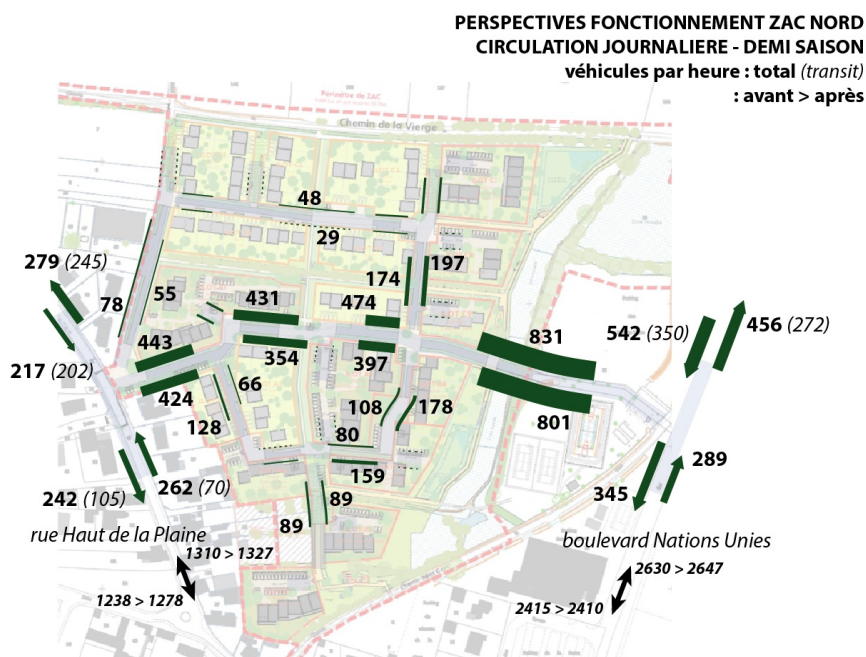 PERSPECTIVES FONCTIONNEMENT ZAC NORD
CIRCULATION JOURNALIERE - DEMI SAISON
véhicules par heure : total (transit)
: avant > après
Périmètre de ZAC
Chemin de la Vierge
48
29
279 (245)
78
55
431
474
174
197
831
542 (350)
456 (272)
443
354
397
217 (202)
424
66
108
178
801
128
80
159
289
242 (105)
262 (70)
89
89
345
rue Haut de la Plaine
boulevard Nations Unies
1310 > 1327
2630 > 2647
1238 > 1278
2415 > 2410